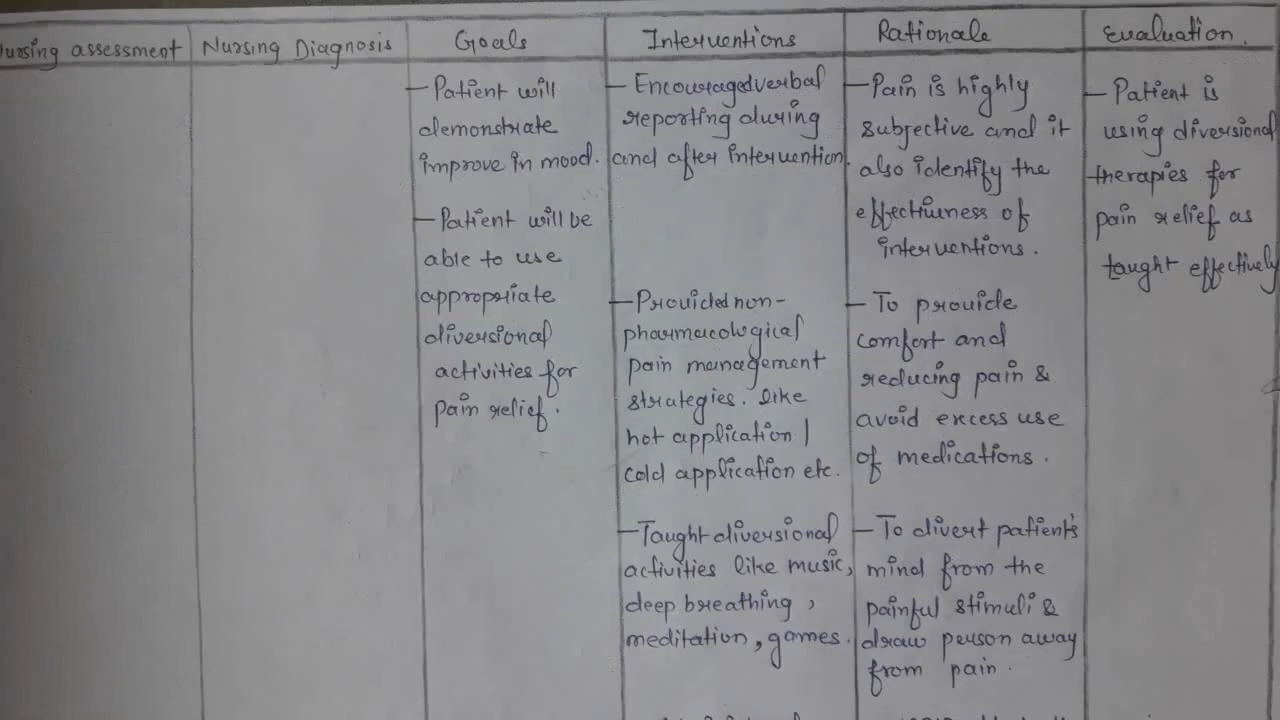 Nursing assessment
Nursing Diagnosis
Goals
Interventions
Rationale
Evaluation.
– Patient will
demonstrate
improve in mood.
– Patient will be
able to use
appropriate
diversional
activities for
pain relief.
– Encouraged verbal
reporting during
and after intervention.
– Provided non-
pharmacological
pain management
strategies. like
hot application |
cold application etc.
– Taught diversional
activities like music,
deep breathing,
meditation, games.
– Pain is highly
subjective and it
also identify the
effectiveness of
interventions.
– To provide
comfort and
reducing pain &
avoid excess use
of medications.
– To divert patient's
mind from the
painful stimuli &
draw person away
from pain.
– Patient is
using diversional
therapies for
pain relief as
taught effectively